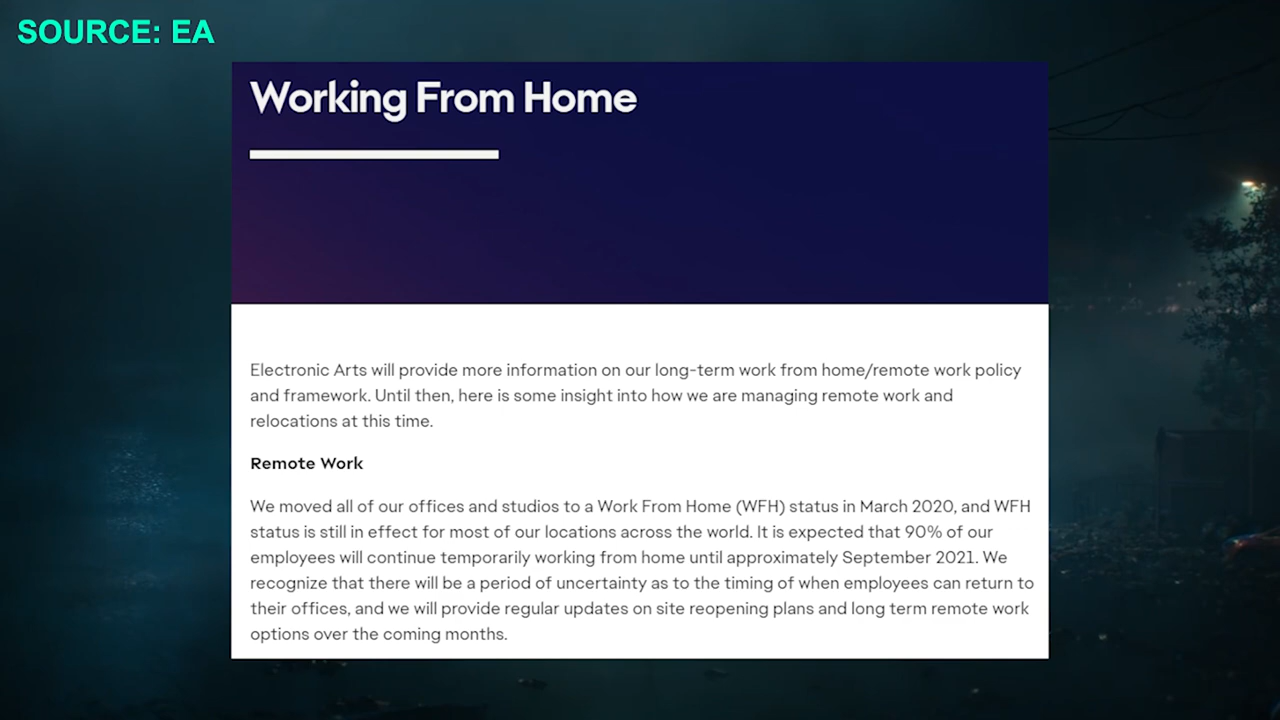 SOURCE: EA
Working From Home
Electronic Arts will provide more information on our long-term work from home/remote work policy
and framework. Until then, here is some insight into how we are managing remote work and
relocations at this time.
Remote Work
We moved all of our offices and studios to a Work From Home (WFH) status in March 2020, and WFH
status is still in effect for most of our locations across the world. It is expected that 90% of our
employees will continue temporarily working from home until approximately September 2021. We
recognize that there will be a period of uncertainty as to the timing of when employees can return to
their offices, and we will provide regular updates on site reopening plans and long term remote work
options over the coming months.